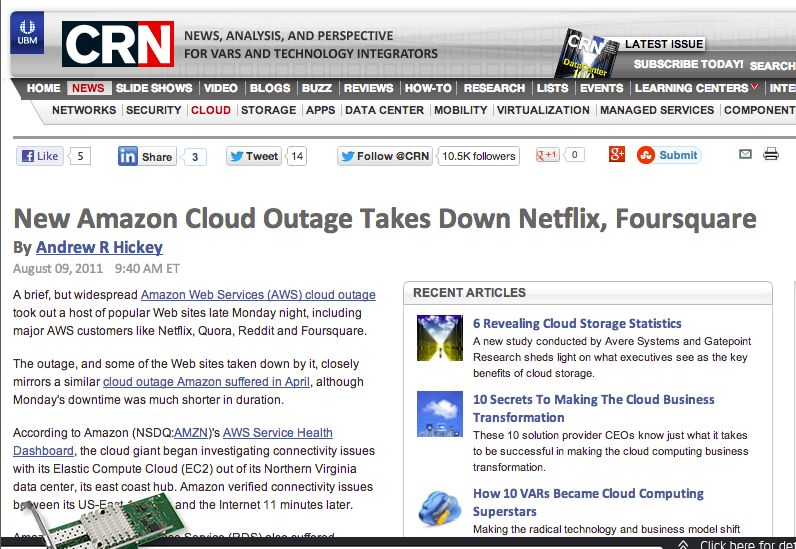 UBM
CRN
NEWS, ANALYSIS, AND PERSPECTIVE
FOR VARS AND TECHNOLOGY INTEGRATORS
CRN
DataCenter
100
LATEST ISSUE
SUBSCRIBE TODAY! SEARCH
HOME NEWS SLIDE SHOWS VIDEO BLOGS BUZZ REVIEWS HOW-TO RESEARCH LISTS EVENTS LEARNING CENTERS INTE
NETWORKS SECURITY CLOUD STORAGE APPS DATA CENTER MOBILITY VIRTUALIZATION MANAGED SERVICES COMPONENT
Like 5 in Share 3 Tweet 14 Follow @CRN 10.5K followers g +1 0 g+ Submit
New Amazon Cloud Outage Takes Down Netflix, Foursquare
By Andrew R Hickey
August 09, 2011 9:40 AM ET
A brief, but widespread Amazon Web Services (AWS) cloud outage
took out a host of popular Web sites late Monday night, including
major AWS customers like Netflix, Quora, Reddit and Foursquare.
The outage, and some of the Web sites taken down by it, closely
mirrors a similar cloud outage Amazon suffered in April, although
Monday's downtime was much shorter in duration.
According to Amazon (NSDQ:AMZN)'s AWS Service Health
Dashboard, the cloud giant began investigating connectivity issues
with its Elastic Compute Cloud (EC2) out of its Northern Virginia
data center, its east coast hub. Amazon verified connectivity issues
between its US-East and the Internet 11 minutes later.
Service (RDS) also suffered
RECENT ARTICLES
6 Revealing Cloud Storage Statistics
A new study conducted by Avere Systems and Gatepoint
Research sheds light on what executives see as the key
benefits of cloud storage.
10 Secrets To Making The Cloud Business
Transformation
These 10 solution provider CEOs know just what it takes
to be successful in making the cloud computing business
transformation.
How 10 VARs Became Cloud Computing
Superstars
Making the radical technology and business model shift
Click here for det